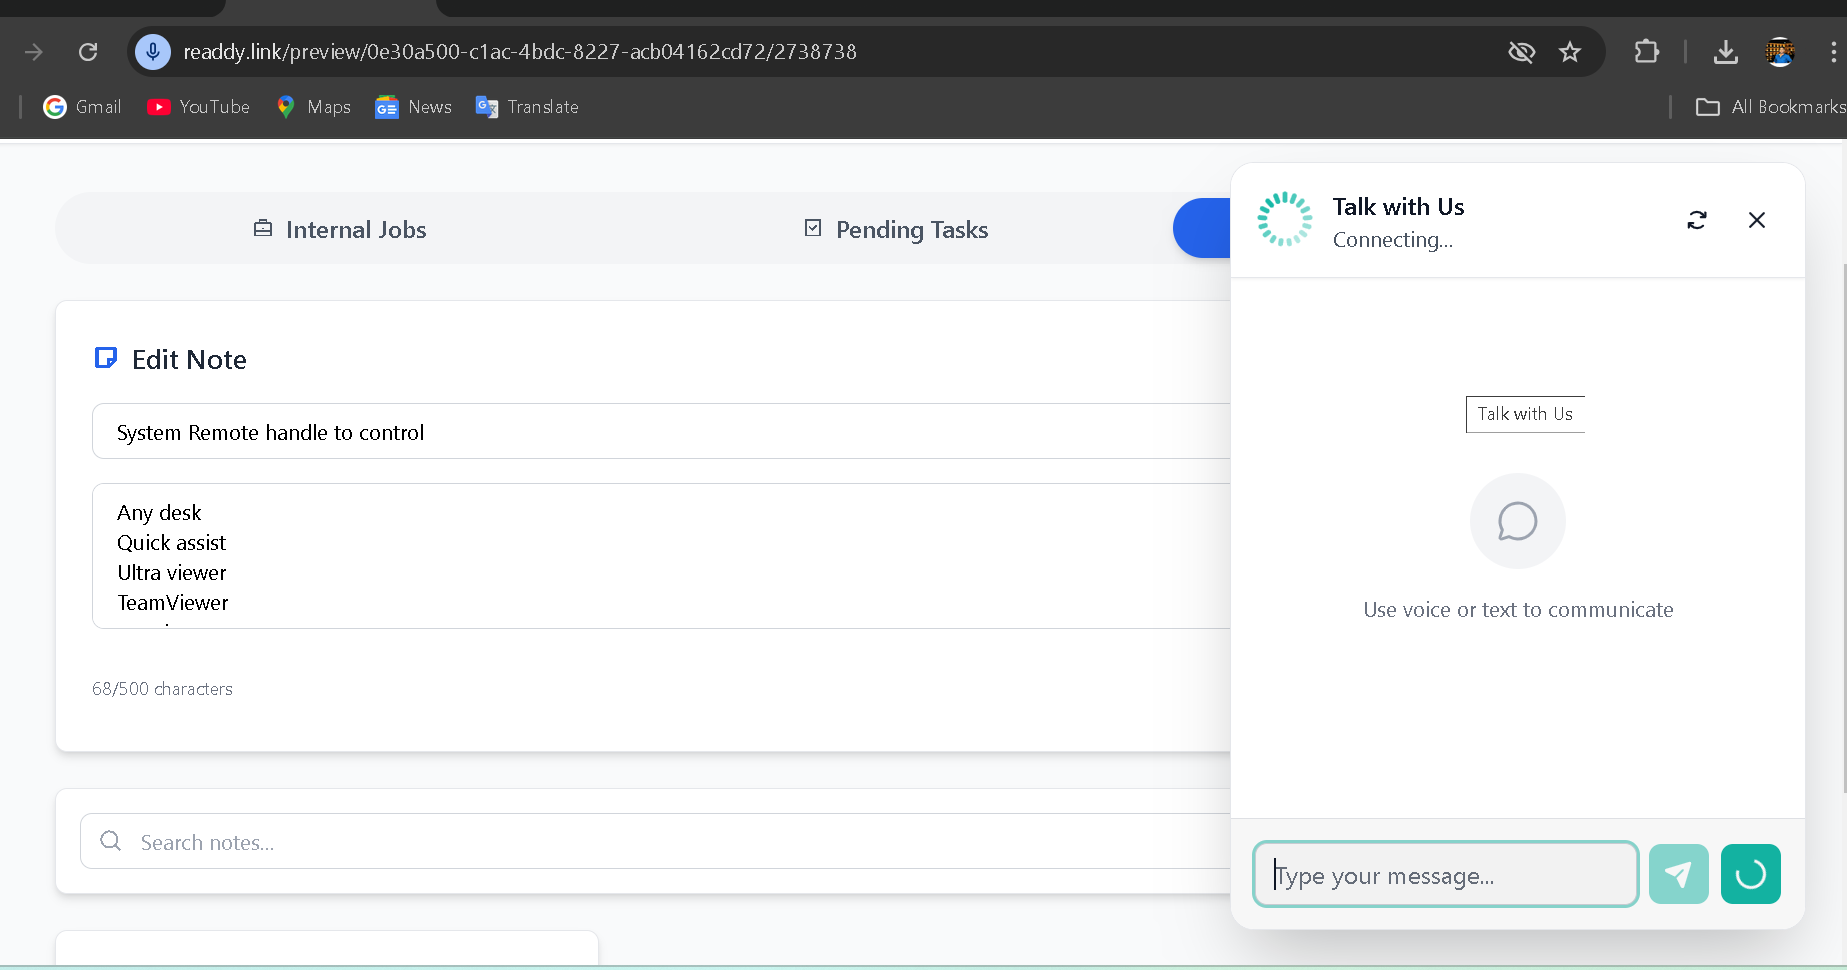 readdy.link/preview/0e30a500-c1ac-4bdc-8227-acb04162cd72/2738738
Gmail YouTube Maps News Translate All Bookmarks
Internal Jobs Pending Tasks
Talk with Us
Connecting...
Edit Note
System Remote handle to control
Any desk
Quick assist
Ultra viewer
TeamViewer
68/500 characters
Search notes...
Talk with Us
Use voice or text to communicate
Type your message...